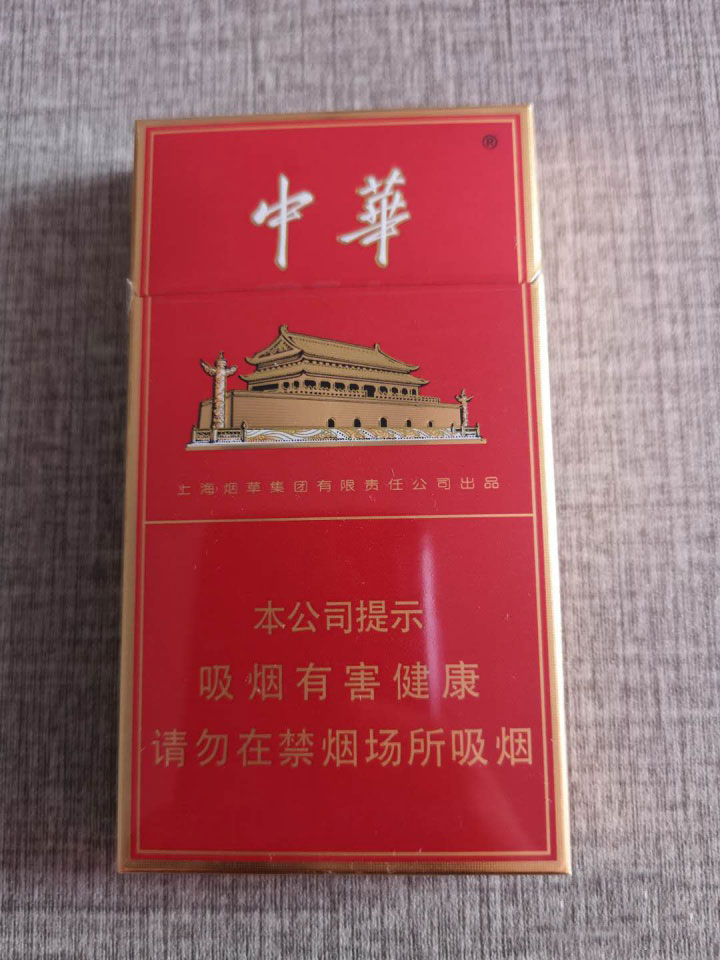 中華
®
上海烟草集团有限责任公司出品
本公司提示
吸烟有害健康
请勿在禁烟场所吸烟